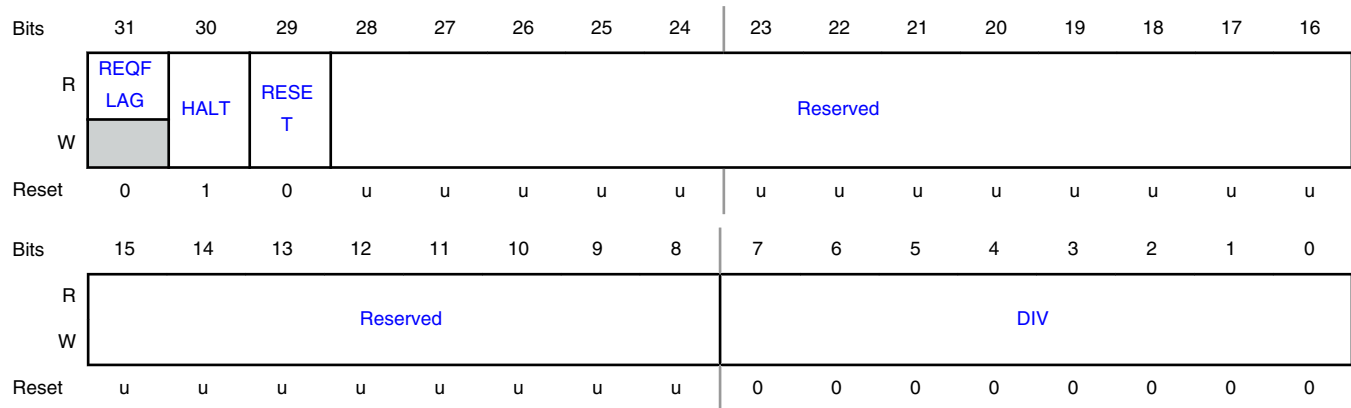 Bits 31 30 29 28 27 26 25 24 23 22 21 20 19 18 17 16
R REQF
LAG HALT RESE
T Reserved
W
Reset 0 1 0 u u u u u u u u u u u u u
Bits 15 14 13 12 11 10 9 8 7 6 5 4 3 2 1 0
R
Reserved DIV
W
Reset u u u u u u u u 0 0 0 0 0 0 0 0